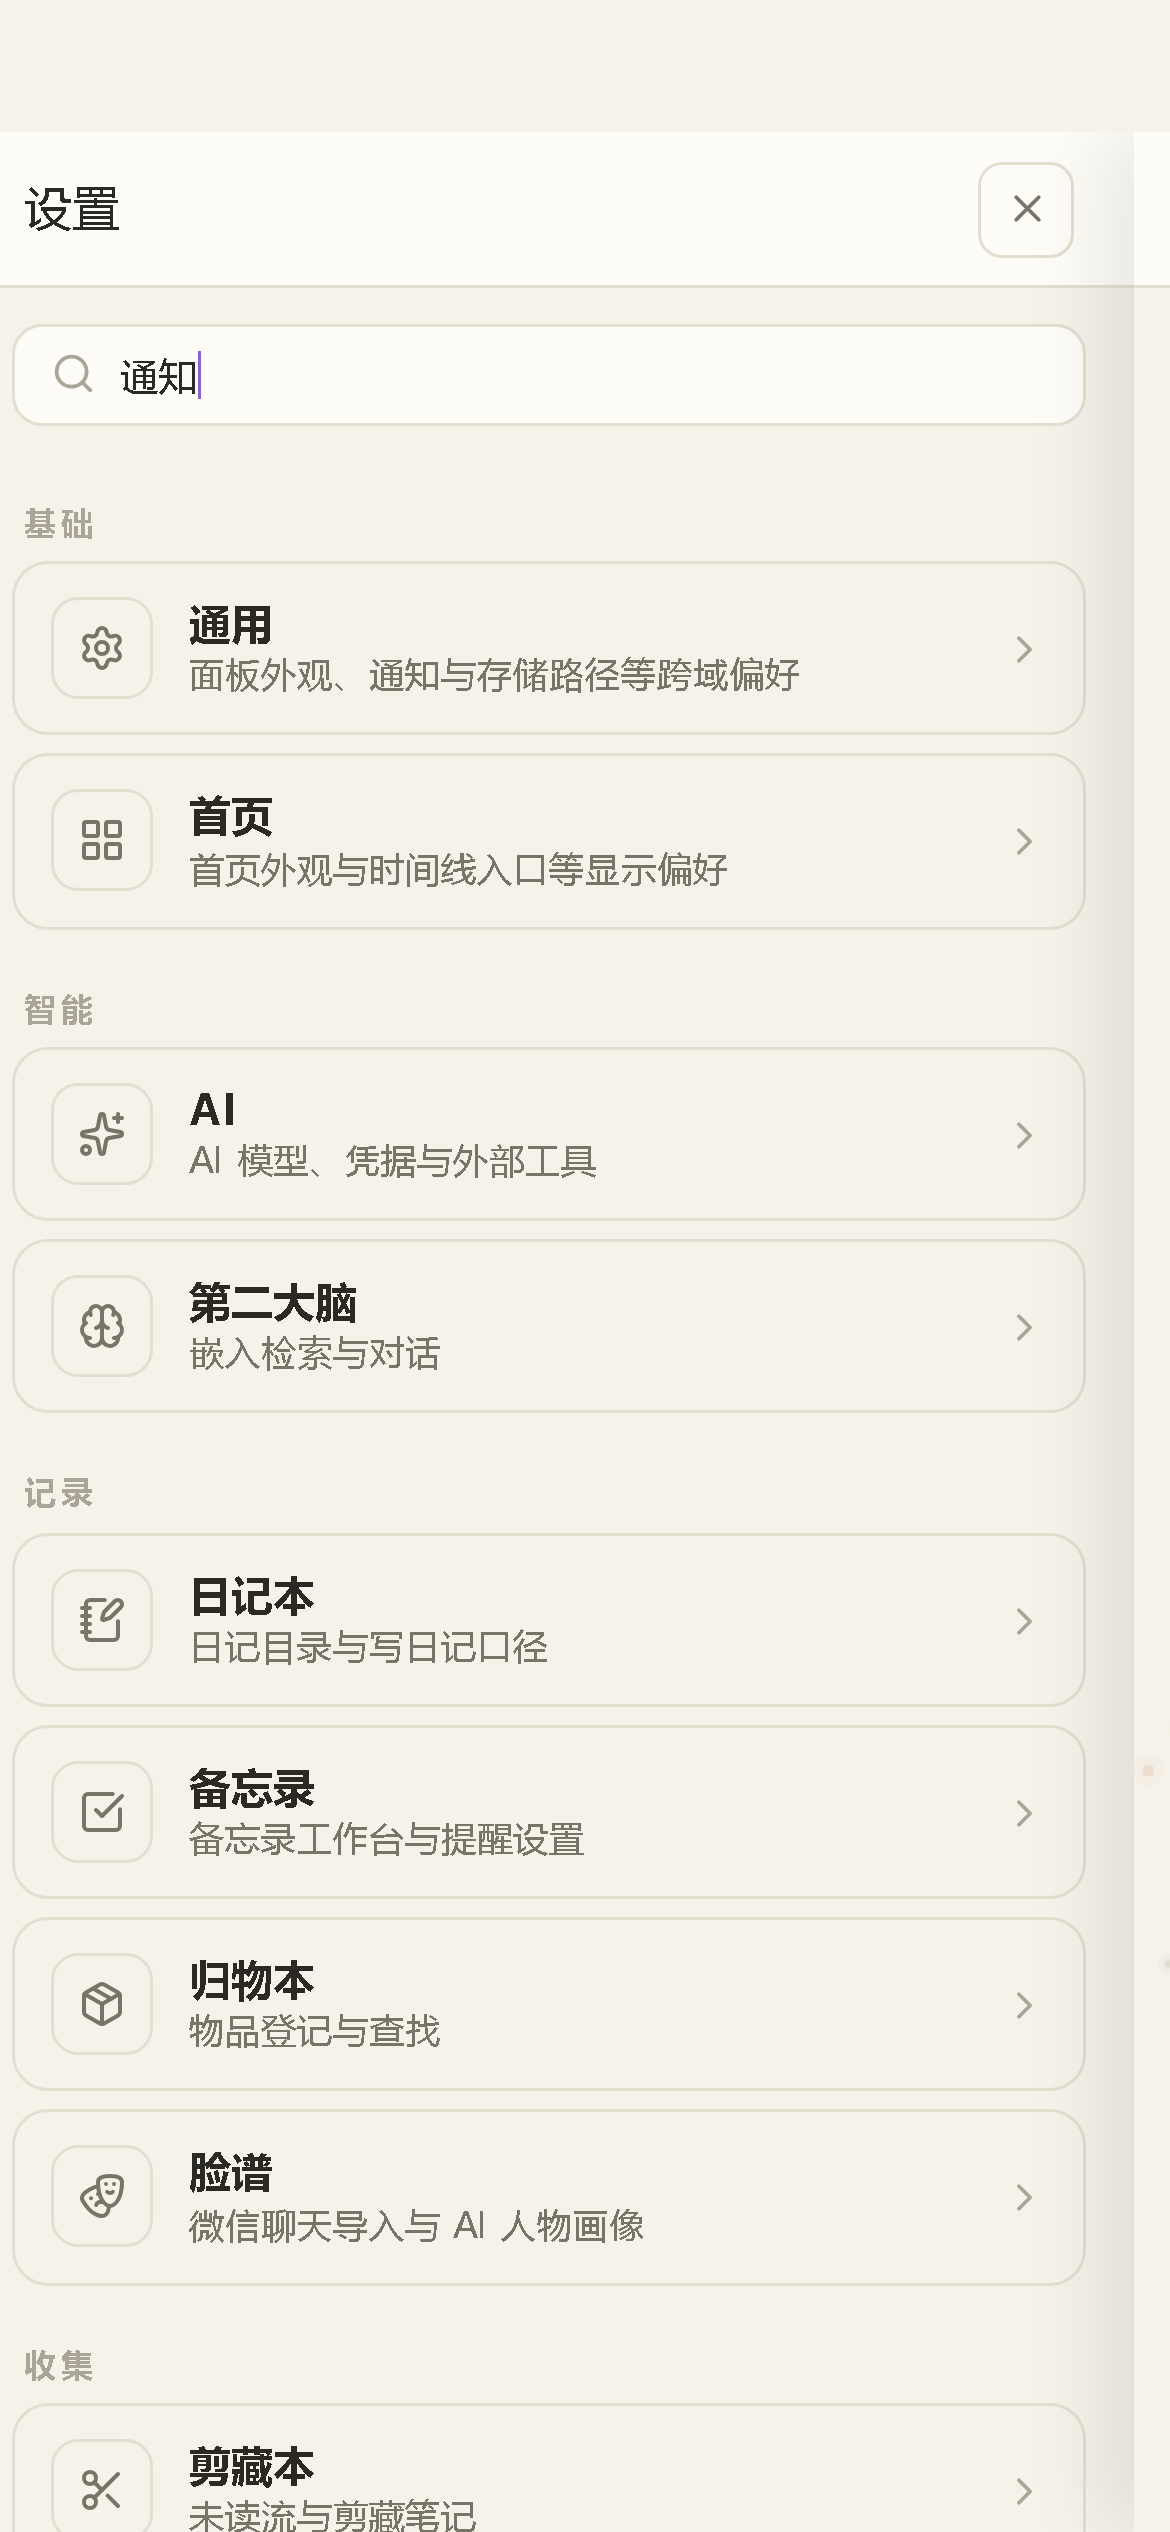 设置
通知
基础
通用
面板外观、通知与存储路径等跨域偏好
首页
首页外观与时间线入口等显示偏好
智能
AI
AI 模型、凭据与外部工具
第二大脑
嵌入检索与对话
记录
日记本
日记目录与写日记口径
备忘录
备忘录工作台与提醒设置
归物本
物品登记与查找
脸谱
微信聊天导入与 AI 人物画像
收集
剪藏本
未读流与剪藏笔记